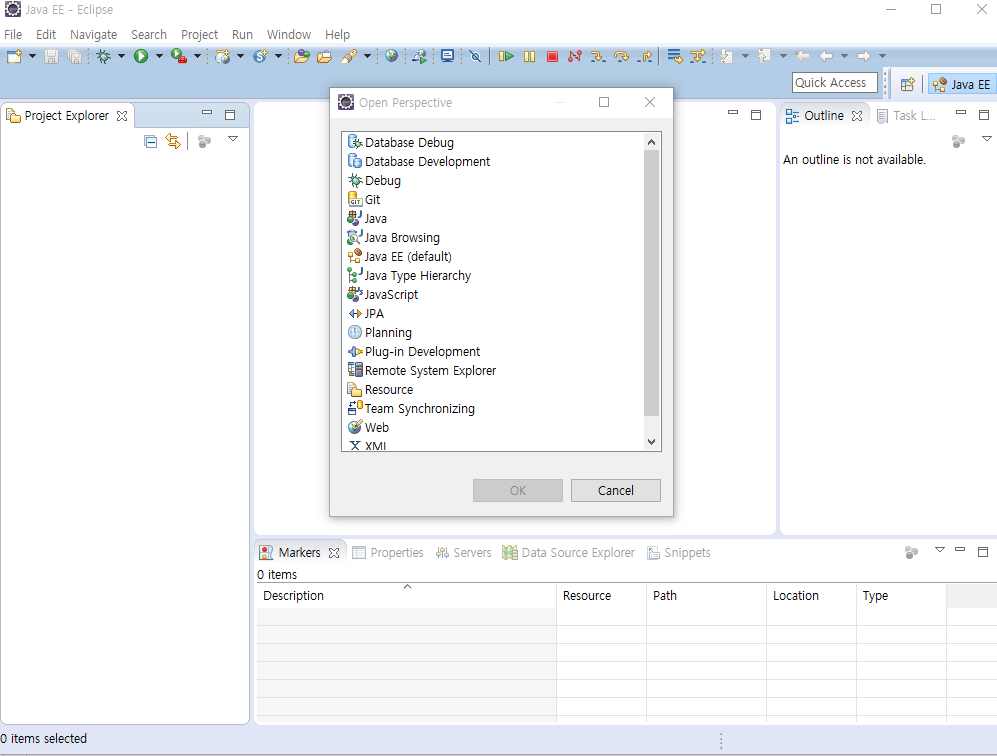 Java EE - Eclipse
File Edit Navigate Search Project Run Window Help
Quick Access
Java EE
Project Explorer
Open Perspective
Database Debug
Database Development
Debug
GIT Git
Java
Java Browsing
Java EE (default)
Java Type Hierarchy
JavaScript
JPA
Planning
Plug-in Development
Remote System Explorer
Resource
Team Synchronizing
Web
XML
OK Cancel
Outline Task L...
An outline is not available.
Markers Properties Servers Data Source Explorer Snippets
0 items
Description Resource Path Location Type
0 items selected